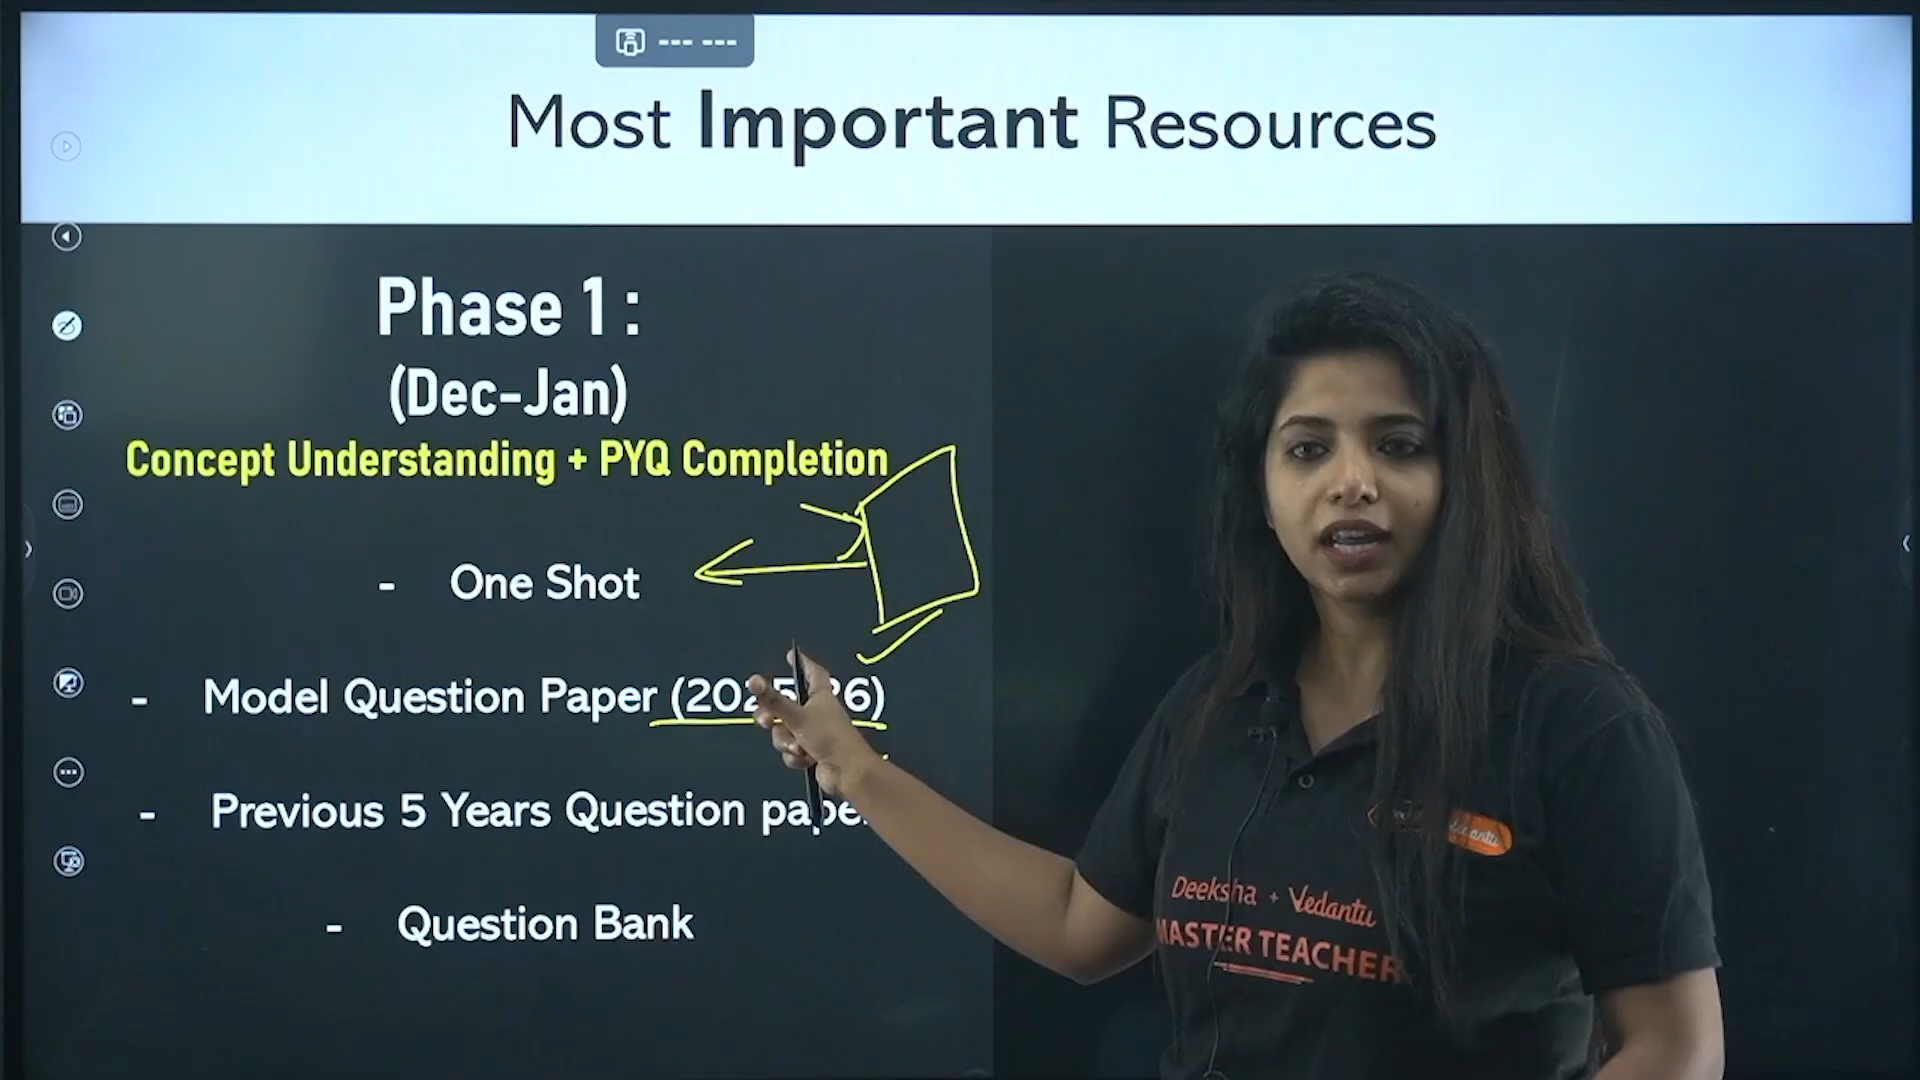 --- ---
Most Important Resources
Phase 1 :
(Dec-Jan)
Concept Understanding + PYQ Completion
- One Shot
- Model Question Paper
- Previous 5 Years Question
- Question Bank
Deeksha + Vedantu
MASTER TEACHER